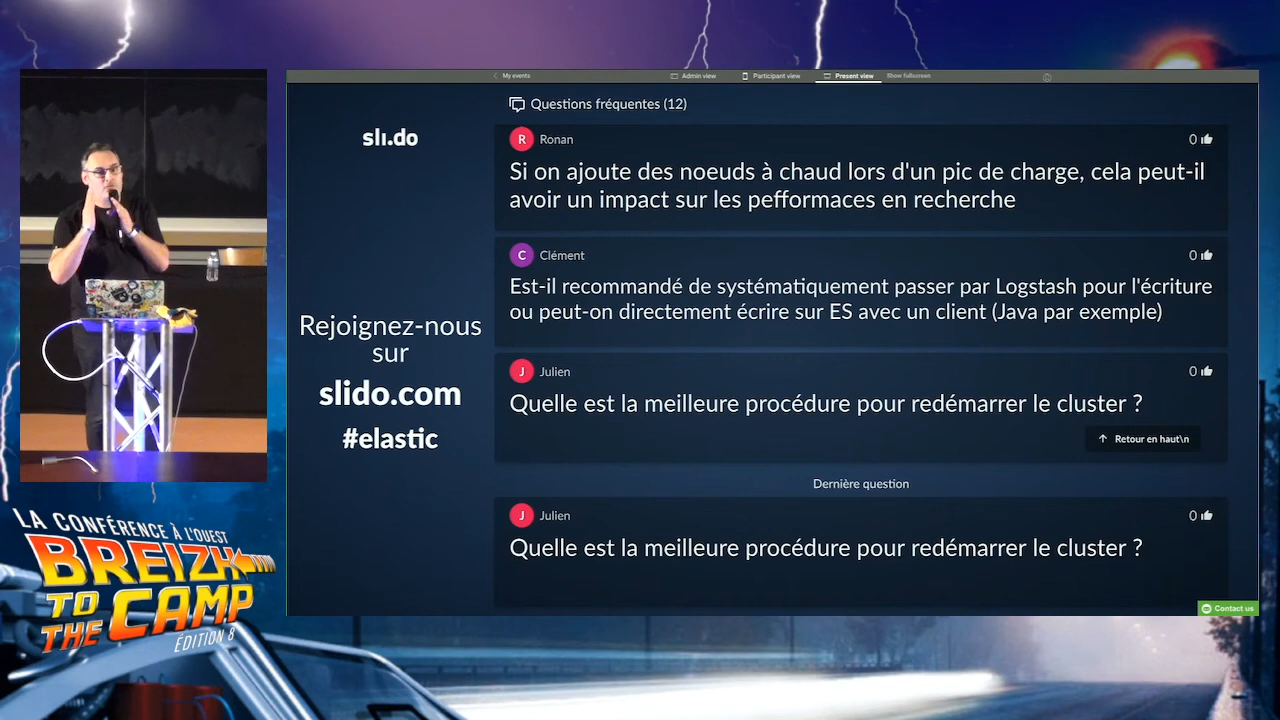 My events
Admin view
Participant view
Present view
Show fullscreen
Questions fréquentes (12)
sli.do
R
Ronan
0
Si on ajoute des noeuds à chaud lors d'un pic de charge, cela peut-il
avoir un impact sur les pefformaces en recherche
C
Clément
0
Est-il recommandé de systématiquement passer par Logstash pour l'écriture
ou peut-on directement écrire sur ES avec un client (Java par exemple)
Rejoignez-nous
sur
slido.com
#elastic
J
Julien
0
Quelle est la meilleure procédure pour redémarrer le cluster ?
Retour en haut\n
Dernière question
J
Julien
0
Quelle est la meilleure procédure pour redémarrer le cluster ?
Contact us
LA CONFÉRENCE À L'OUEST
BREIZH
TO
THE CAMP
ÉDITION 8